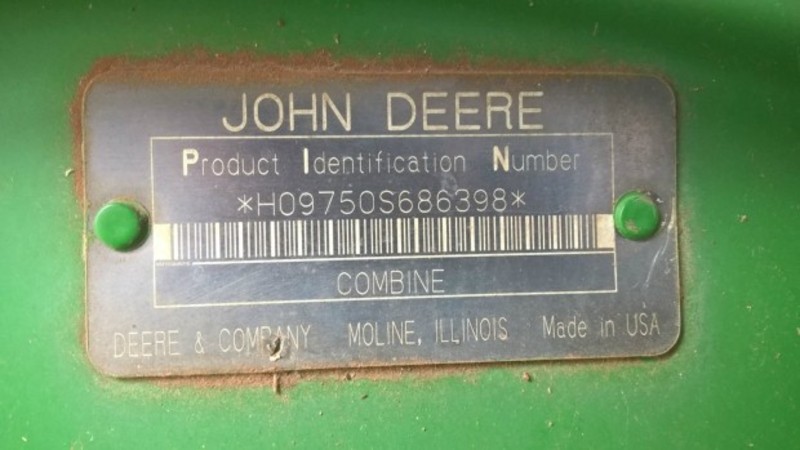 JOHN DEERE
Product Identification Number
*H09750S686398*
COMBINE
DEERE & COMPANY MOLINE, ILLINOIS Made in USA